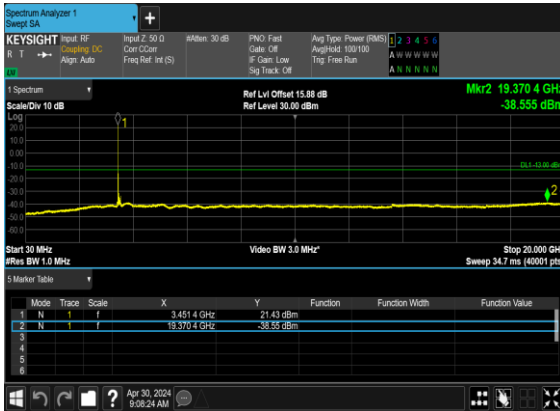 Spectrum Analyzer 1
Swept SA
+
KEYSIGHT Input: RF Input Z: 50 Ω #Atten: 30 dB PNO: Fast Avg Type: Power (RMS) 1 2 3 4 5 6
R T Coupling: DC Corr CCorr Gate: Off Avg|Hold: 100/100 A W W W W W
Align: Auto Freq Ref: Int (S) IF Gain: Low Trig: Free Run
Sig Track: Off A N N N N N
1 Spectrum Ref Lvl Offset 15.88 dB Mkr2 19.370 4 GHz
Scale/Div 10 dB Ref Level 30.00 dBm -38.555 dBm
Log
20.0
10.0
0.00
-10.0
DL1 -13.00 dBm
-20.0
-30.0
-40.0
-50.0
-60.0
1
2
Start 30 MHz Video BW 3.0 MHz* Stop 20.000 GHz
#Res BW 1.0 MHz Sweep 34.7 ms (40001 pts)
5 Marker Table
Mode Trace Scale X Y Function Function Width Function Value
1 N 1 f 3.451 4 GHz 21.43 dBm
2 N 1 f 19.370 4 GHz -38.55 dBm
3
4
5
6
? Apr 30, 2024
9:08:24 AM